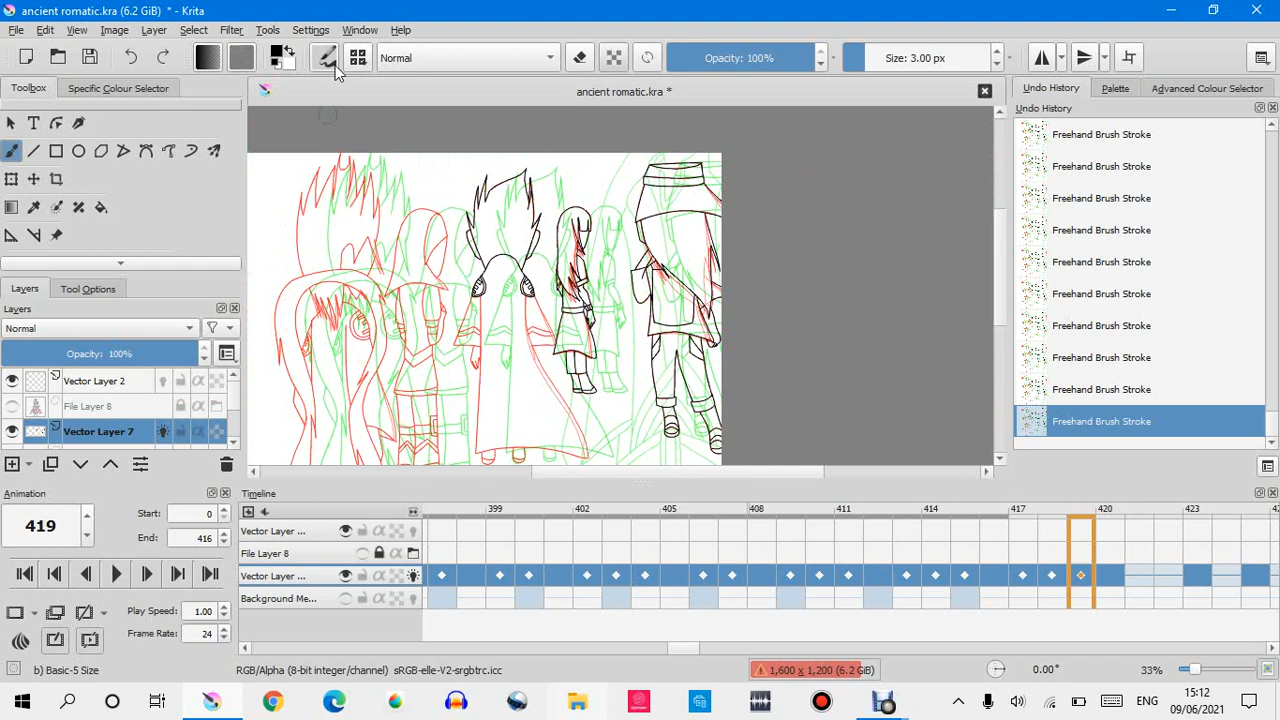 ancient romatic.kra (6.2 GiB) * - Krita
File Edit View Image Layer Select Filter Tools Settings Window Help
Normal Opacity: 100% Size: 3.00 px
Toolbox Specific Colour Selector
ancient romatic.kra *
Undo History Palette Advanced Colour Selector
Undo History
Freehand Brush Stroke
Freehand Brush Stroke
Freehand Brush Stroke
Freehand Brush Stroke
Freehand Brush Stroke
Freehand Brush Stroke
Freehand Brush Stroke
Freehand Brush Stroke
Freehand Brush Stroke
Freehand Brush Stroke
Layers Tool Options
Layers
Normal
Opacity: 100%
Vector Layer 2
File Layer 8
Vector Layer 7
Animation
419
Start: 0
End: 416
Play Speed: 1.00
Frame Rate: 24
Timeline
399 402 405 408 411 414 417 420 423
Vector Layer ...
File Layer 8
Vector Layer ...
Background Me...
b) Basic-5 Size
RGB/Alpha (8-bit integer/channel) sRGB-elle-V2-srgbtrc.icc
1,600 x 1,200 (6.2 GiB)
0.00°
33%
ENG
15:12
09/06/2021